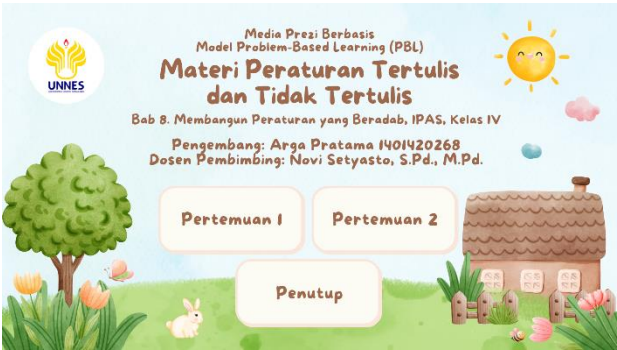 Media Prezi Berbasis
Model Problem-Based Learning (PBL)
Materi Peraturan Tertulis
dan Tidak Tertulis
Bab 8. Membangun Peraturan yang Beradab, IPAS, Kelas IV
Pengembang: Arga Pratama 1401420268
Dosen Pembimbing: Novi Setyasto, S.Pd., M.Pd.
UNNES
Pertemuan 1
Pertemuan 2
Penutup